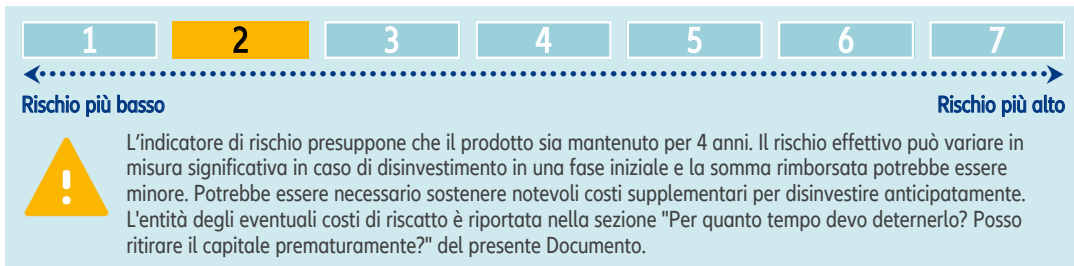 1 2 3 4 5 6 7
Rischio più basso Rischio più alto
L'indicatore di rischio presuppone che il prodotto sia mantenuto per 4 anni. Il rischio effettivo può variare in
misura significativa in caso di disinvestimento in una fase iniziale e la somma rimborsata potrebbe essere
minore. Potrebbe essere necessario sostenere notevoli costi supplementari per disinvestire anticipatamente.
L'entità degli eventuali costi di riscatto è riportata nella sezione "Per quanto tempo devo deternerlo? Posso
ritirare il capitale prematuramente?" del presente Documento.